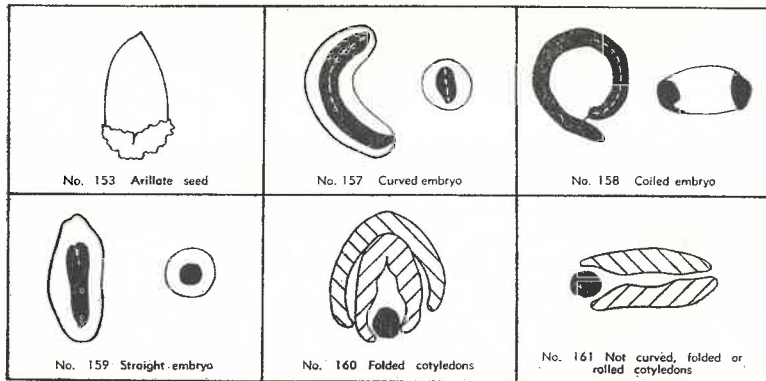 No. 153 Arillate seed
No. 157 Curved embryo
No. 158 Coiled embryo
No. 159 Straight embryo
No. 160 Folded cotyledons
No. 161 Not curved, folded or
rolled cotyledons